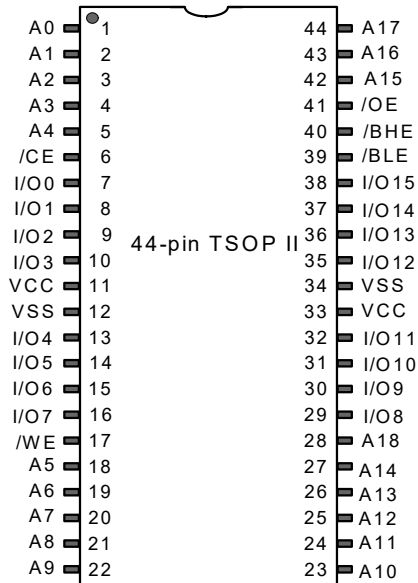 A0 1 44 A17
A1 2 43 A16
A2 3 42 A15
A3 4 41 /OE
A4 5 40 /BHE
/CE 6 39 /BLE
I/O0 7 38 I/O15
I/O1 8 37 I/O14
I/O2 9 36 I/O13
44-pin TSOP II
I/O3 10 35 I/O12
VCC 11 34 VSS
VSS 12 33 VCC
I/O4 13 32 I/O11
I/O5 14 31 I/O10
I/O6 15 30 I/O9
I/O7 16 29 I/O8
/WE 17 28 A18
A5 18 27 A14
A6 19 26 A13
A7 20 25 A12
A8 21 24 A11
A9 22 23 A10